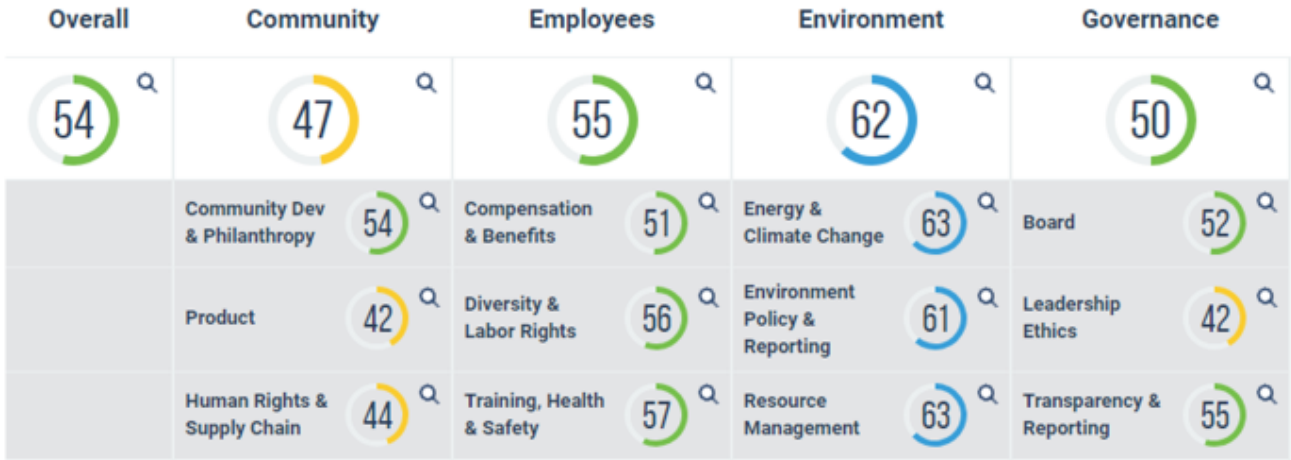 Overall Community Employees Environment Governance
54 47 55 62 50
Community Dev
& Philanthropy
54
Compensation
& Benefits
51
Energy &
Climate Change
63
Board
52
Product
42
Diversity &
Labor Rights
56
Environment
Policy &
Reporting
61
Leadership
Ethics
42
Human Rights &
Supply Chain
44
Training, Health
& Safety
57
Resource
Management
63
Transparency &
Reporting
55